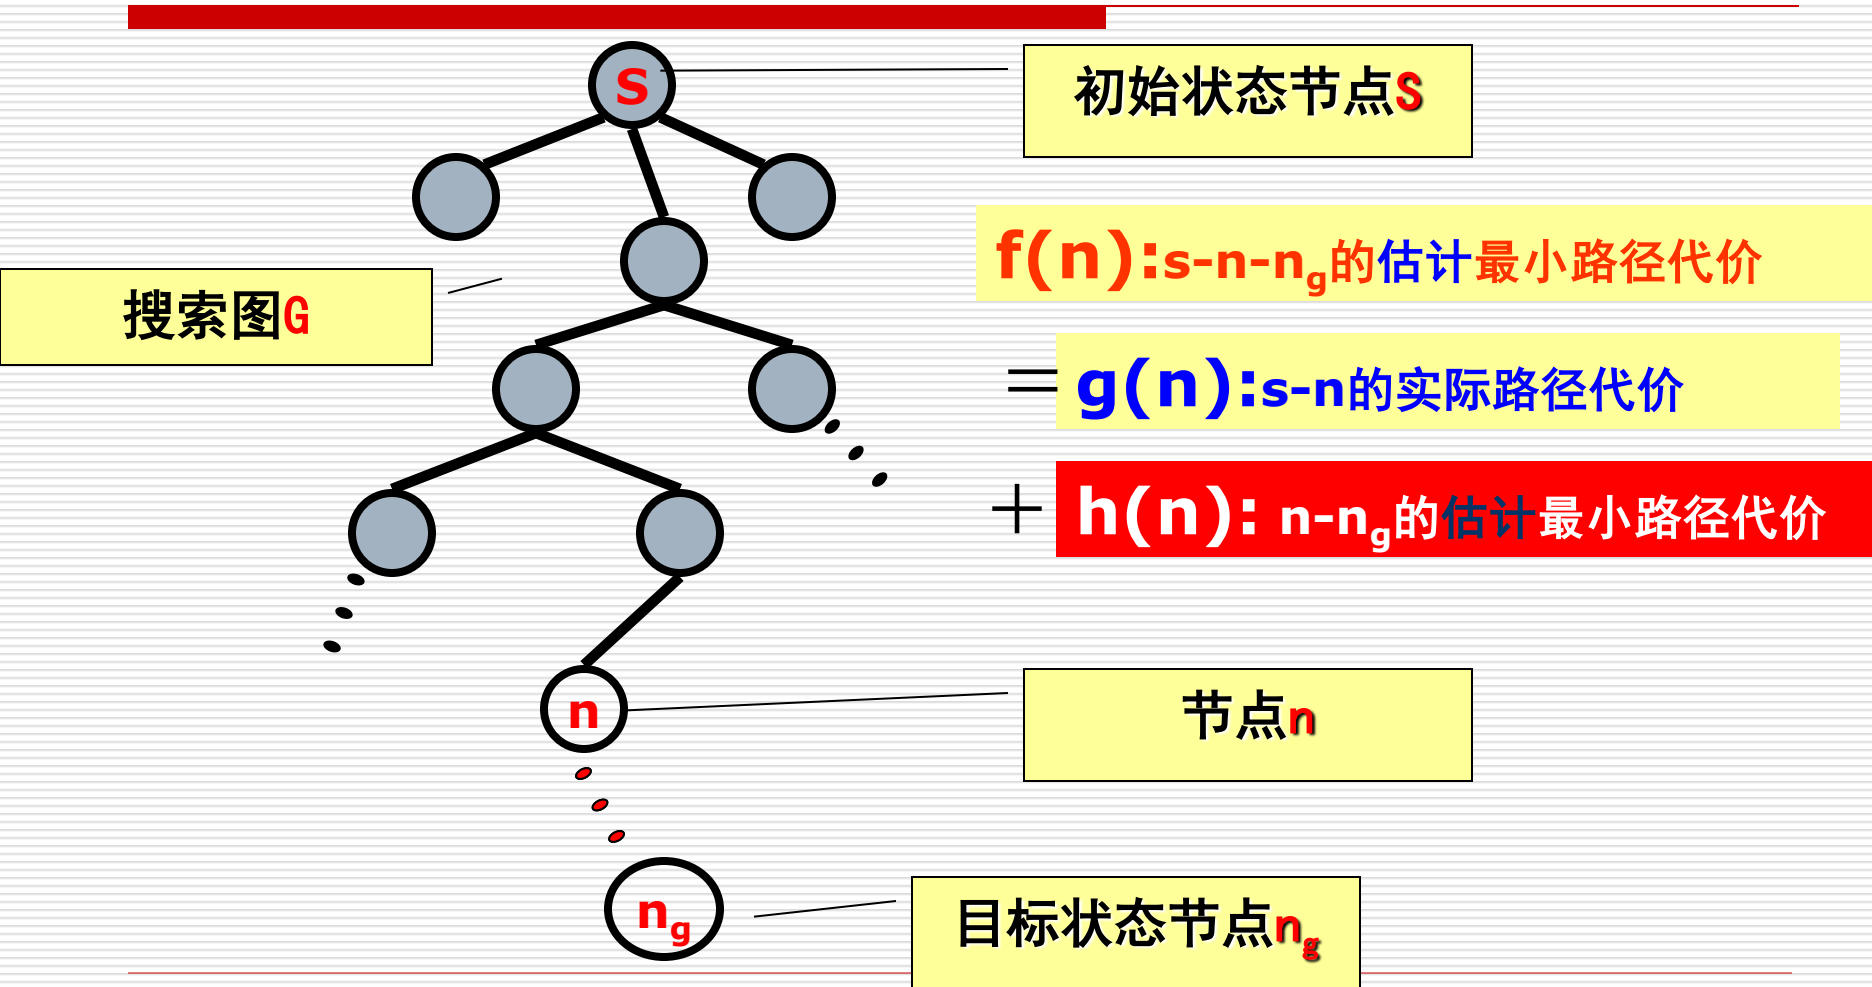 S
初始状态节点S
f(n):s-n-ng的估计最小路径代价
搜索图G
=g(n):s-n的实际路径代价
+h(n): n-ng的估计最小路径代价
n
节点n
ng
目标状态节点ng